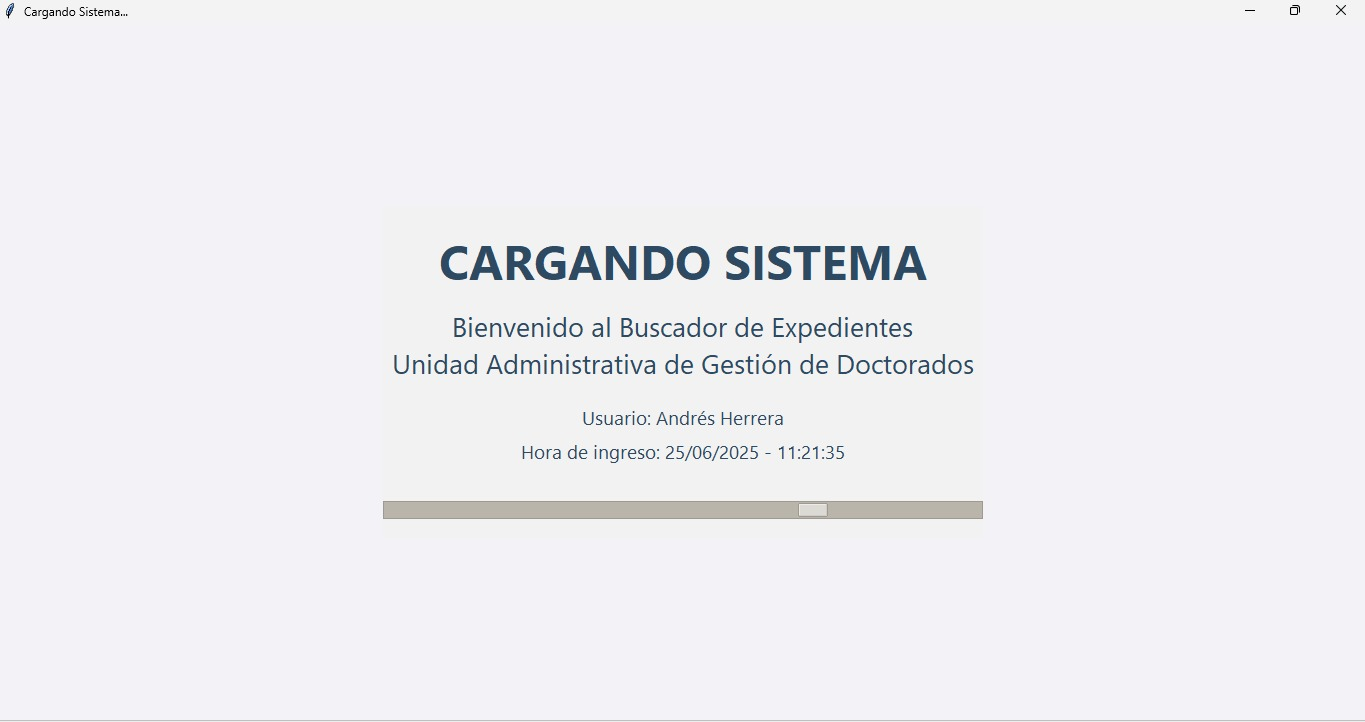 Cargando Sistema...
CARGANDO SISTEMA
Bienvenido al Buscador de Expedientes
Unidad Administrativa de Gestión de Doctorados
Usuario: Andrés Herrera
Hora de ingreso: 25/06/2025 - 11:21:35